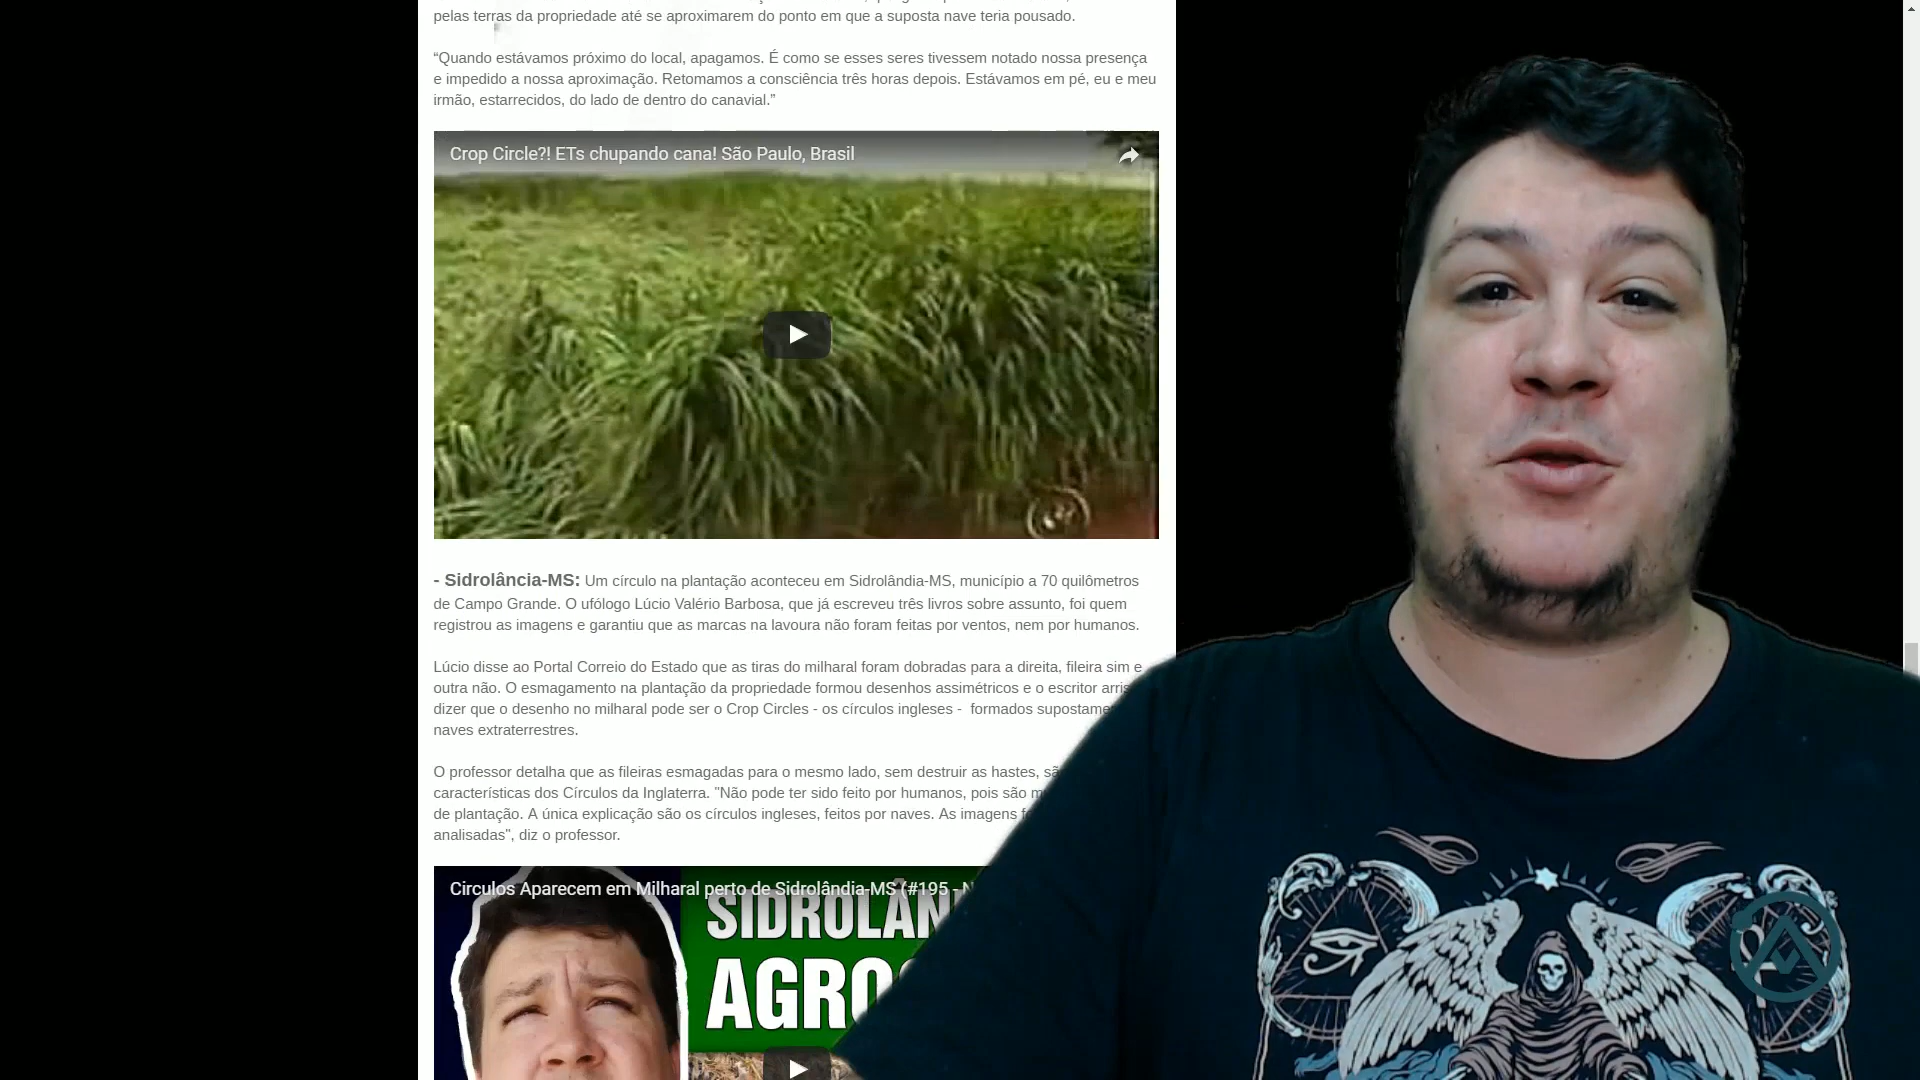 pelas terras da propriedade até se aproximarem do ponto em que a suposta nave teria pousado.
“Quando estávamos próximo do local, apagamos. É como se esses seres tivessem notado nossa presença
e impedido a nossa aproximação. Retomamos a consciência três horas depois. Estávamos em pé, eu e meu
irmão, estarrecidos, do lado de dentro do canavial.”
Crop Circle?! ETs chupando cana! São Paulo, Brasil
- Sidrolância-MS: Um círculo na plantação aconteceu em Sidrolândia-MS, município a 70 quilômetros
de Campo Grande. O ufólogo Lúcio Valério Barbosa, que já escreveu três livros sobre assunto, foi quem
registrou as imagens e garantiu que as marcas na lavoura não foram feitas por ventos, nem por humanos.
Lúcio disse ao Portal Correio do Estado que as tiras do milharal foram dobradas para a direita, fileira sim e
outra não. O esmagamento na plantação da propriedade formou desenhos assimétricos e o escritor
dizer que o desenho no milharal pode ser o Crop Circles - os círculos ingleses - formados
naves extraterrestres.
O professor detalha que as fileiras esmagadas para o mesmo lado, sem destruir as hastes,
características dos Círculos da Inglaterra. "Não pode ter sido feito por humanos, pois são
de plantação. A única explicação são os círculos ingleses, feitos por naves. As imagens
analisadas", diz o professor.
Circulos Aparecem em Milharal perto de Sidrolândia-MS (#195 -